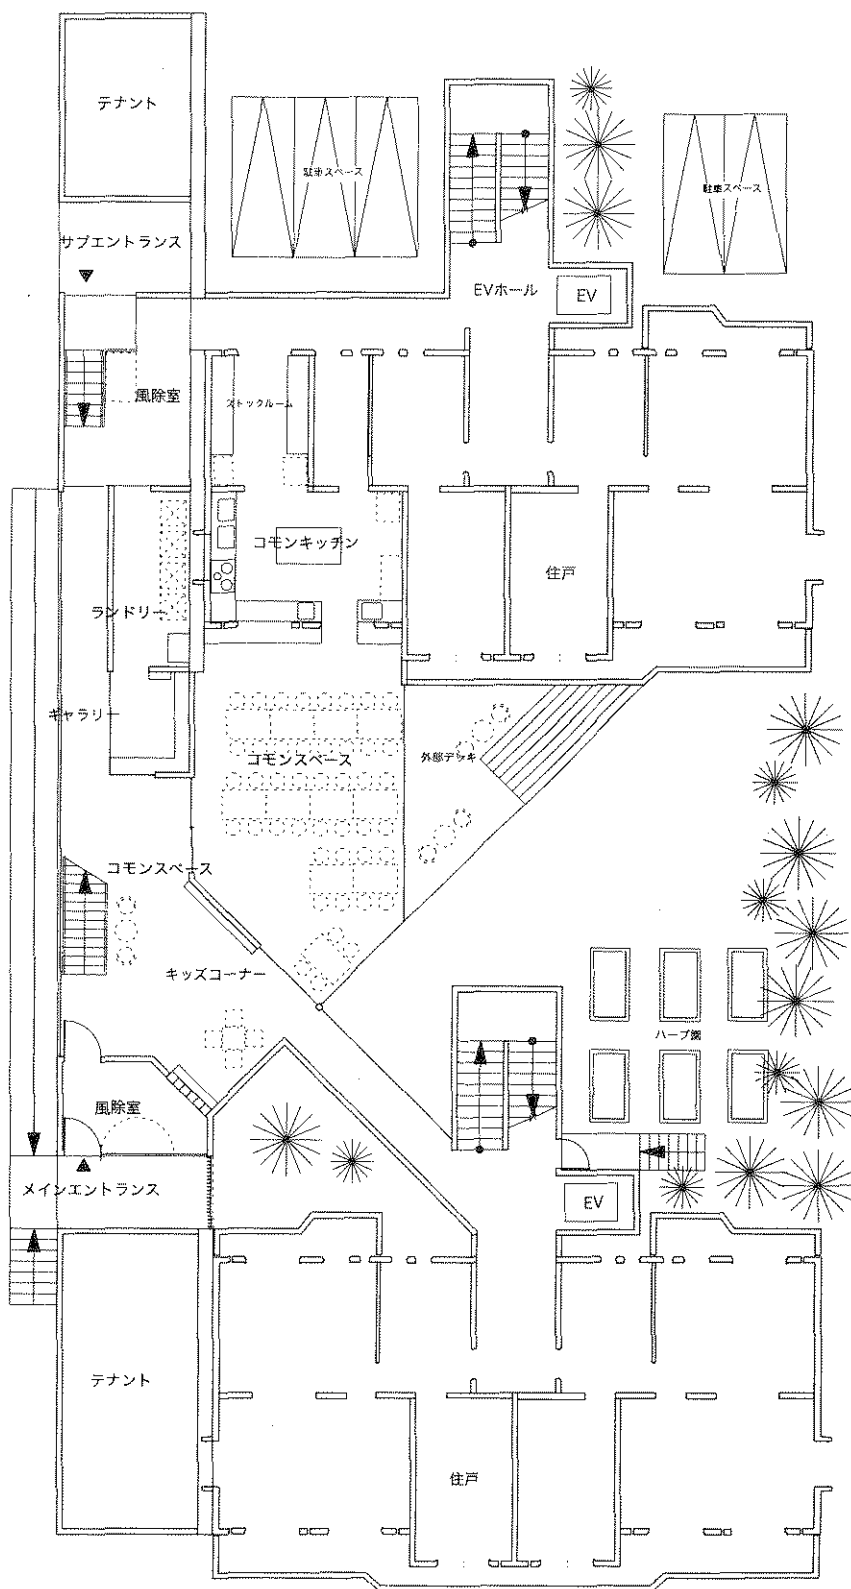 テナント
駐車スペース
駐車スペース
サブエントランス
EVホール
EV
風除室
ストックルーム
コモンキッチン
住戸
ランドリー
ギャラリー
コモンスペース
外部デッキ
コモンスペース
キッズコーナー
ハーブ園
風除室
メインエントランス
EV
テナント
住戸